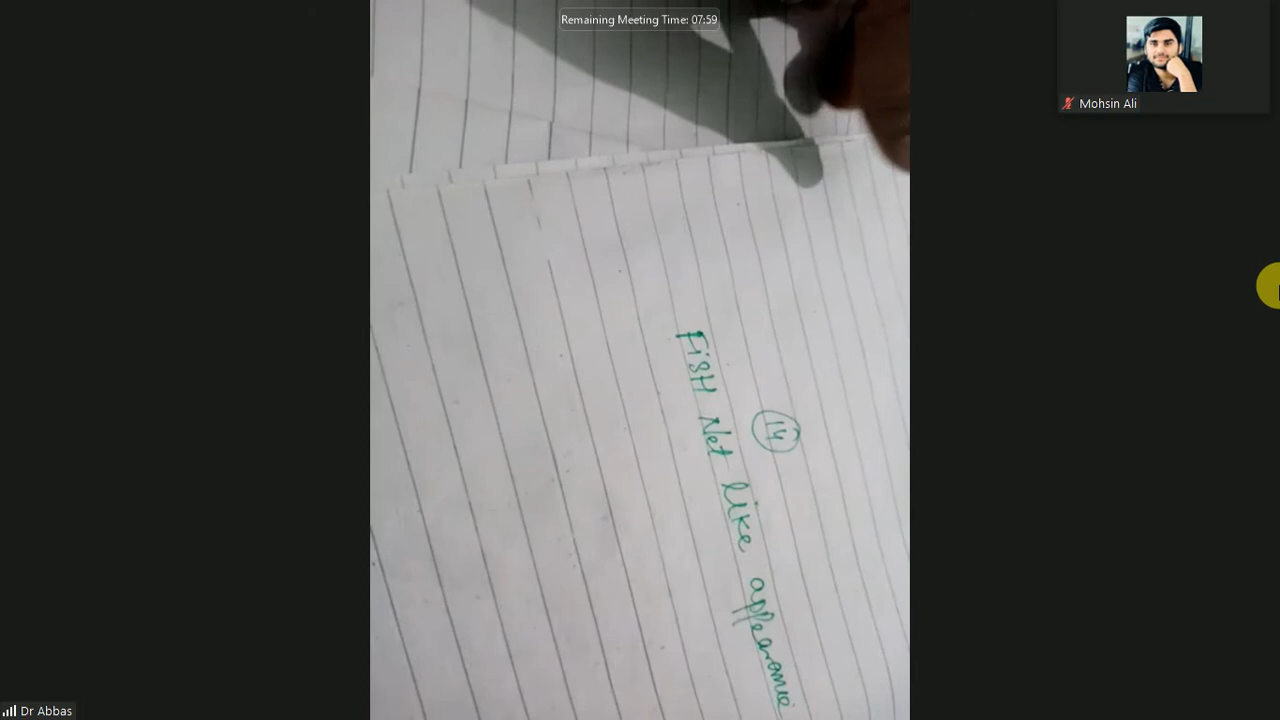 Remaining Meeting Time: 07:59
Mohsin Ali
14
FISH Net like appearance
Dr Abbas